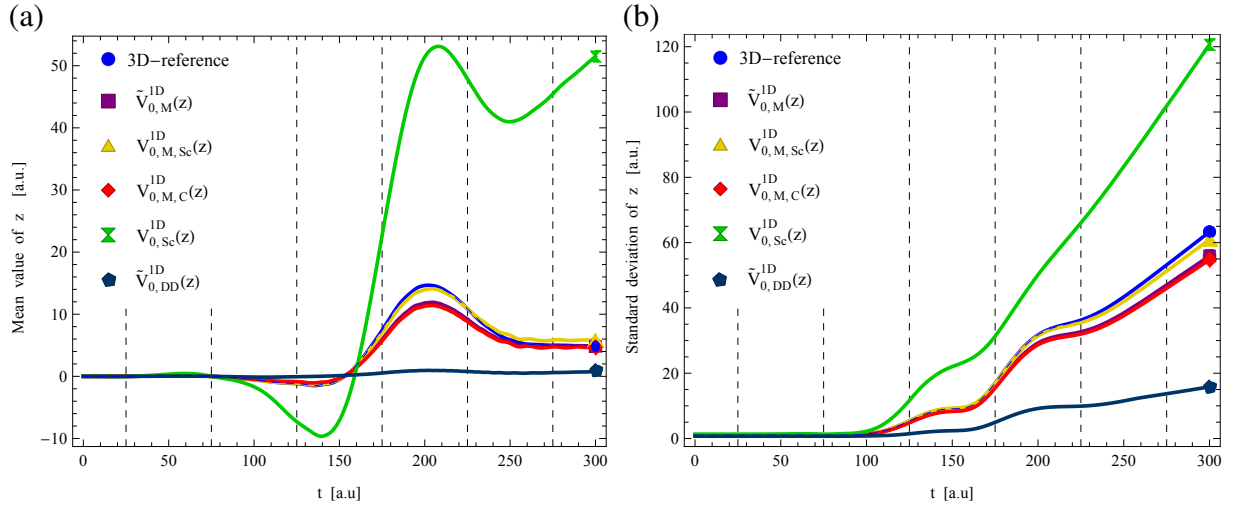 (a)
Mean value of z [a.u.]
50
40
30
20
10
0
−10
3D−reference
Ṽ^{1D}_{0,M}(z)
V^{1D}_{0,M,Sc}(z)
V^{1D}_{0,M,C}(z)
V^{1D}_{0,Sc}(z)
Ṽ^{1D}_{0,DD}(z)
0 50 100 150 200 250 300
t [a.u]
(b)
Standard deviation of z [a.u.]
120
100
80
60
40
20
0
3D−reference
Ṽ^{1D}_{0,M}(z)
V^{1D}_{0,M,Sc}(z)
V^{1D}_{0,M,C}(z)
V^{1D}_{0,Sc}(z)
Ṽ^{1D}_{0,DD}(z)
0 50 100 150 200 250 300
t [a.u]